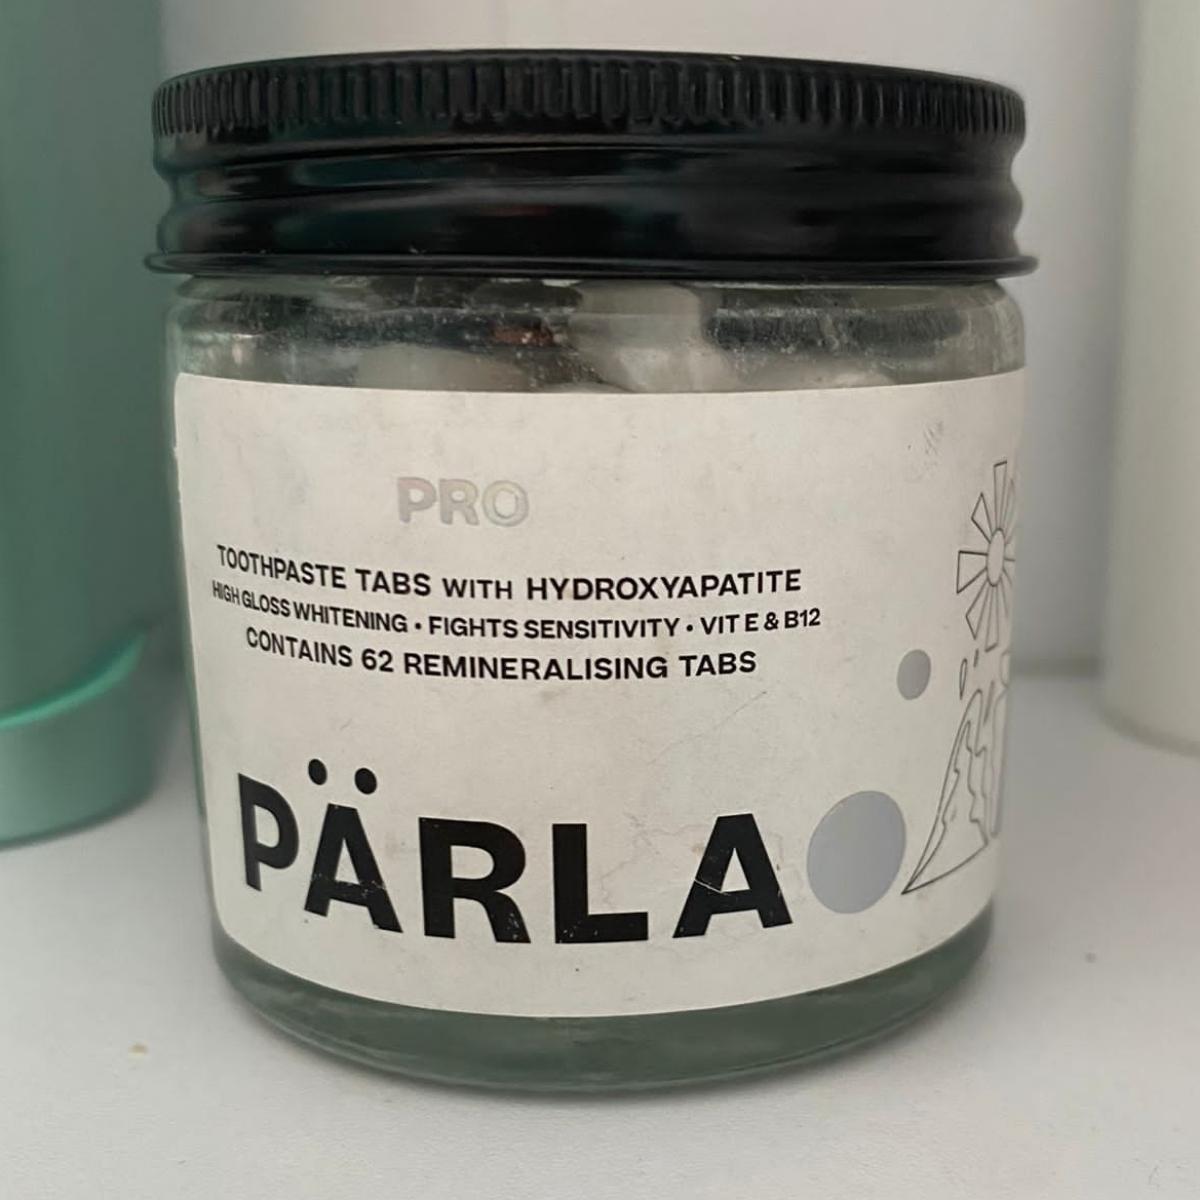 PRO
TOOTHPASTE TABS WITH HYDROXYAPATITE
HIGH GLOSS WHITENING • FIGHTS SENSITIVITY • VIT E & B12
CONTAINS 62 REMINERALISING TABS
PÄRLA